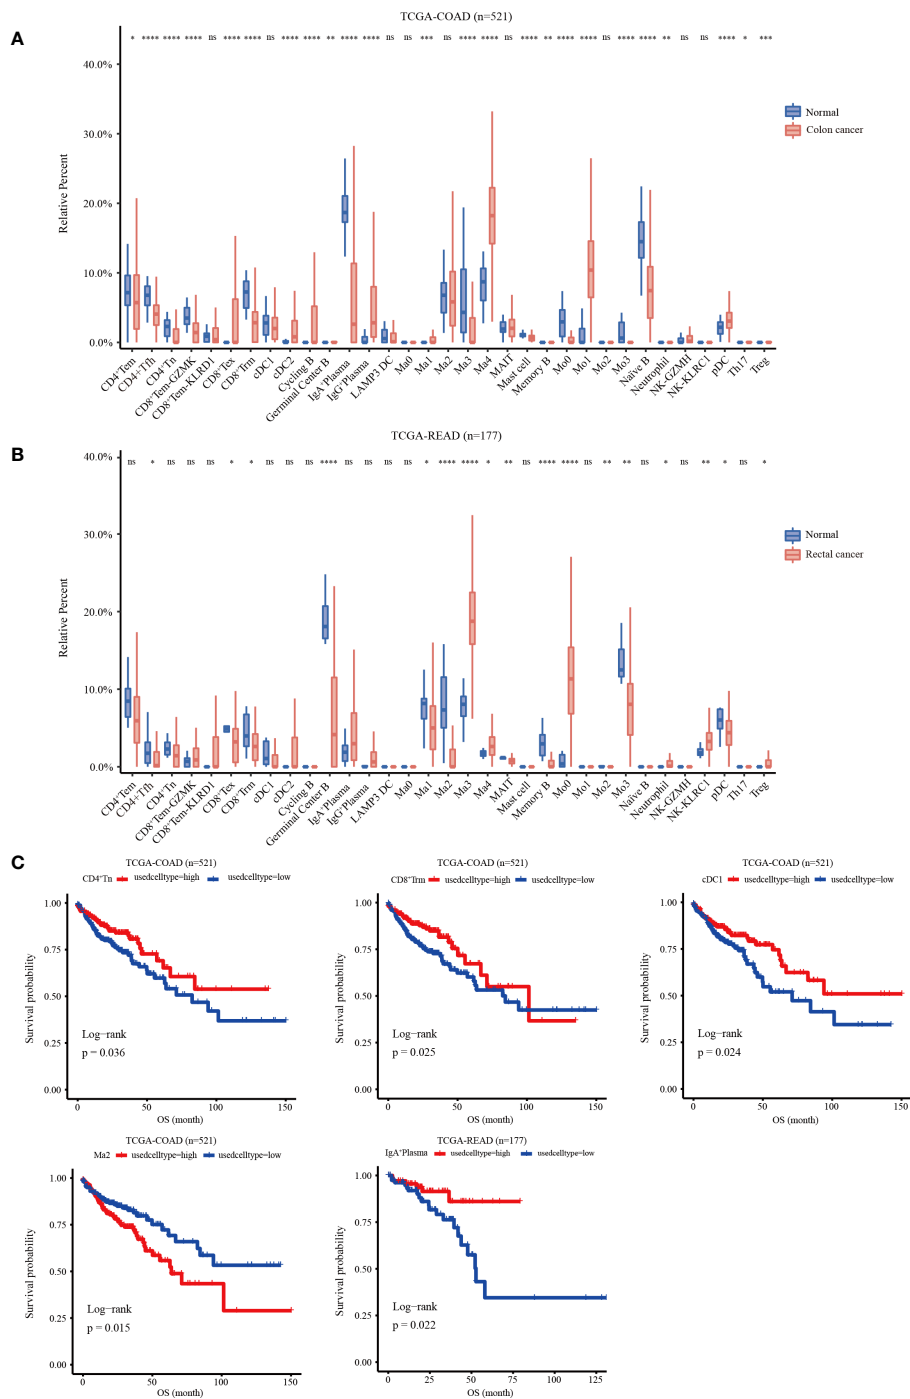 A
TCGA-COAD (n=521)
* **** **** **** ns **** **** ns **** **** ** **** **** ns ns *** ns **** **** ns **** ** **** **** ns **** **** ** ns ns **** * ***
40.0%
30.0%
20.0%
10.0%
0.0%
Relative Percent
Normal
Colon cancer
CD4+Tem
CD4+Tfh
CD4+Tn
CD8+Tem-GZMK
CD8+Tem-KLRD1
CD8+Tex
CD8+Trm
cDC1
cDC2
Cycling B
Germinal Center B
IgA+Plasma
IgG+Plasma
LAMP3 DC
Ma0
Ma1
Ma2
Ma3
Ma4
MAIT
Mast cell
Memory B
Mo0
Mo1
Mo2
Mo3
Naïve B
Neutrophil
NK-GZMH
NK-KLRC1
pDC
Th17
Treg
B
TCGA-READ (n=177)
ns * ns ns ns * * ns ns ns **** ns ns ns ns * **** **** * ** ns **** **** ns ** ** ns * ns ** * ns *
40.0%
30.0%
20.0%
10.0%
0.0%
Relative Percent
Normal
Rectal cancer
CD4+Tem
CD4+Tfh
CD4+Tn
CD8+Tem-GZMK
CD8+Tem-KLRD1
CD8+Tex
CD8+Trm
cDC1
cDC2
Cycling B
Germinal Center B
IgA+Plasma
IgG+Plasma
LAMP3 DC
Ma0
Ma1
Ma2
Ma3
Ma4
MAIT
Mast cell
Memory B
Mo0
Mo1
Mo2
Mo3
Naïve B
Neutrophil
NK-GZMH
NK-KLRC1
pDC
Th17
Treg
C
TCGA-COAD (n=521)
CD4+Tn usedcelltype=high usedcelltype=low
1.00
0.75
0.50
0.25
0.00
Survival probability
Log−rank
p = 0.036
0 50 100 150
OS (month)
TCGA-COAD (n=521)
CD8+Trm usedcelltype=high usedcelltype=low
1.00
0.75
0.50
0.25
0.00
Survival probability
Log−rank
p = 0.025
0 50 100 150
OS (month)
TCGA-COAD (n=521)
cDC1 usedcelltype=high usedcelltype=low
1.00
0.75
0.50
0.25
0.00
Survival probability
Log−rank
p = 0.024
0 50 100 150
OS (month)
TCGA-COAD (n=521)
Ma2 usedcelltype=high usedcelltype=low
1.00
0.75
0.50
0.25
0.00
Survival probability
Log−rank
p = 0.015
0 50 100 150
OS (month)
TCGA-READ (n=177)
IgA+Plasma usedcelltype=high usedcelltype=low
1.00
0.75
0.50
0.25
0.00
Survival probability
Log−rank
p = 0.022
0 25 50 75 100 125
OS (month)